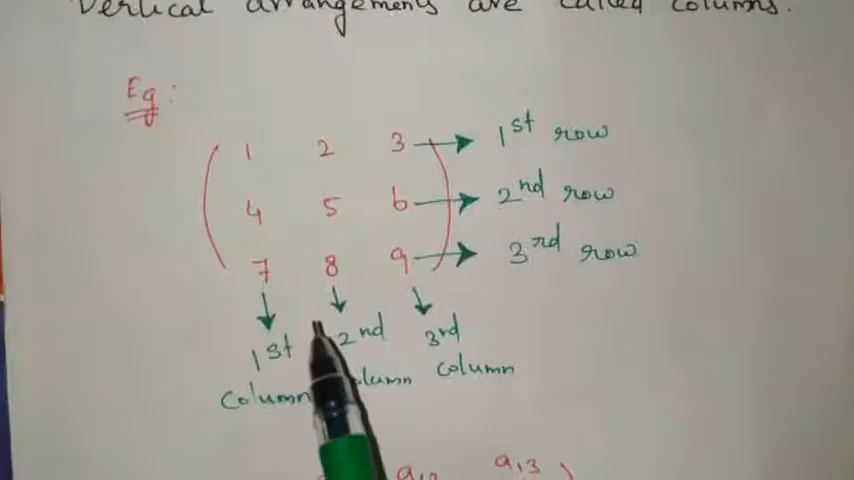 Vertical arrangements are called columns.
Eg:
1 2 3 1st row
4 5 6 2nd row
7 8 9 3rd row
1st 2nd 3rd
column column
a13